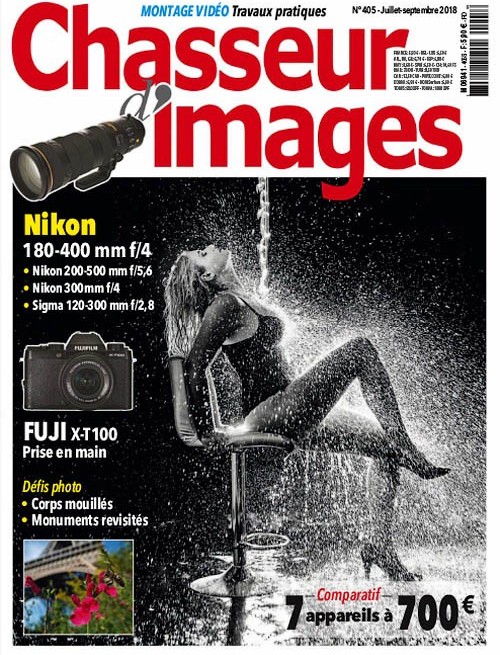 MONTAGE VIDÉO Travaux pratiques
N° 405 - Juillet-septembre 2018
Chasseur
d'images
Nikon
180-400 mm f/4
• Nikon 200-500 mm f/5,6
• Nikon 300mm f/4
• Sigma 120-300 mm f/2,8
FUJIFILM
FUJI X-T100
Prise en main
Défis photo
• Corps mouillés
• Monuments revisités
Comparatif
7 appareils à 700€